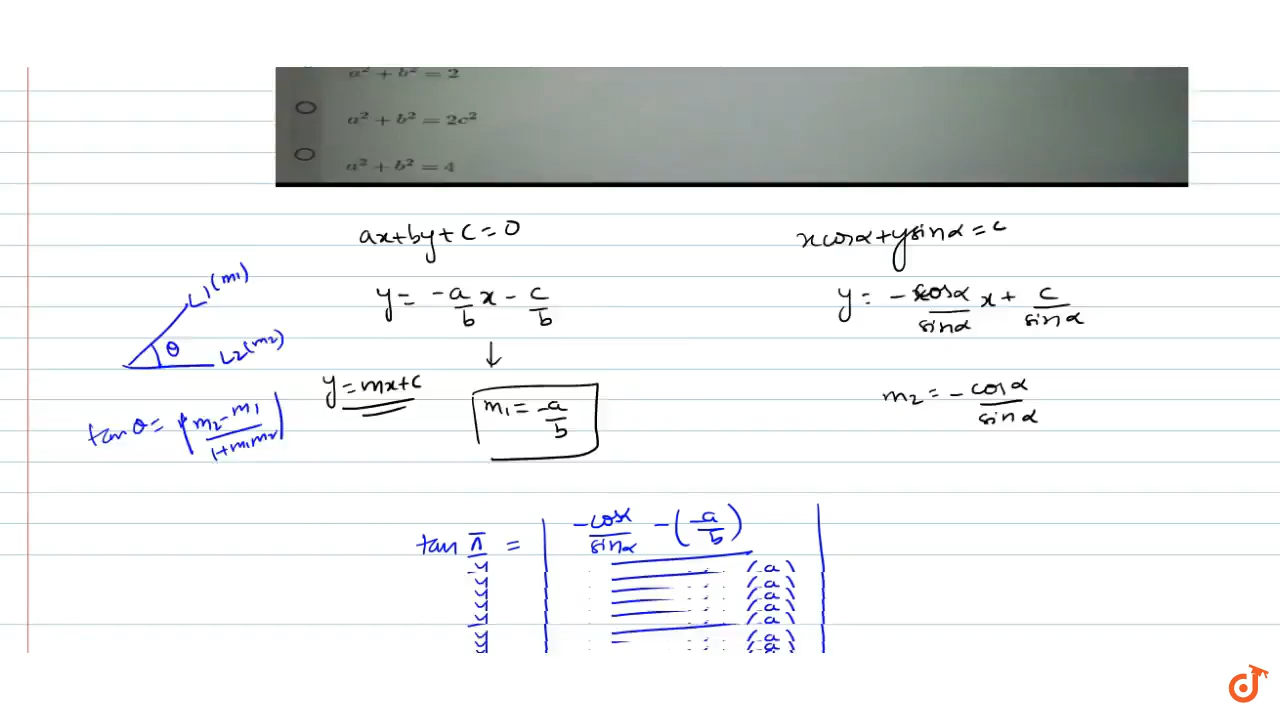 a² + b² = 2
a² + b² = 2c²
a² + b² = 4
ax+by+c=0
xcosα+ysinα=c
L1(m1)
y = -a/b x - c/b
y = -cosα/sinα x + c/sinα
θ
L2(m2)
y=mx+c
m1 = -a/b
m2 = -cosα/sinα
tanθ= |m2-m1/1+m1m2|
tan π = | -cosα/sinα -(-a/b) |